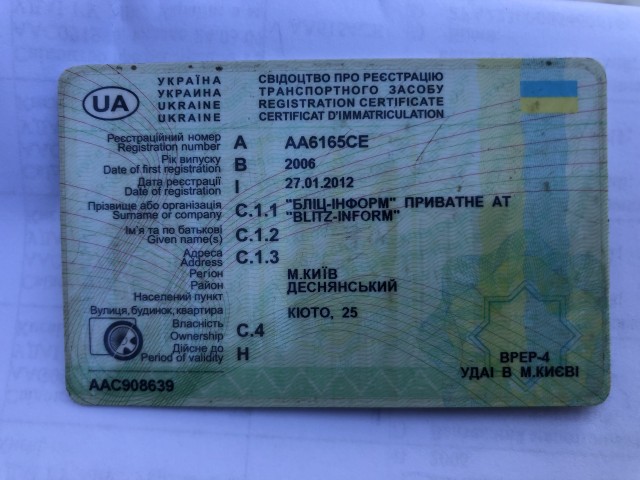 UA
УКРАЇНА
УКРАИНА
UKRAINE
UKRAINE
СВІДОЦТВО ПРО РЕЄСТРАЦІЮ
ТРАНСПОРТНОГО ЗАСОБУ
REGISTRATION CERTIFICATE
CERTIFICAT D'IMMATRICULATION
Реєстраційний номер
Registration number A AA6165CE
Рік випуску
Date of first registration B 2006
Дата реєстрації
Date of registration I 27.01.2012
Прізвище або організація
Surname or company C.1.1 "БЛІЦ-ІНФОРМ" ПРИВАТНЕ АТ
"BLITZ-INFORM"
Ім'я та по батькові
Given name(s) C.1.2
Адреса
Address C.1.3
Регіон М.КИЇВ
Район ДЕСНЯНСЬКИЙ
Населений пункт
Вулиця, будинок, квартира КІОТО, 25
Власність
Ownership C.4
Дійсне до
Period of validity H
ВРЕР-4
УДАІ В М.КИЄВІ
AAC908639